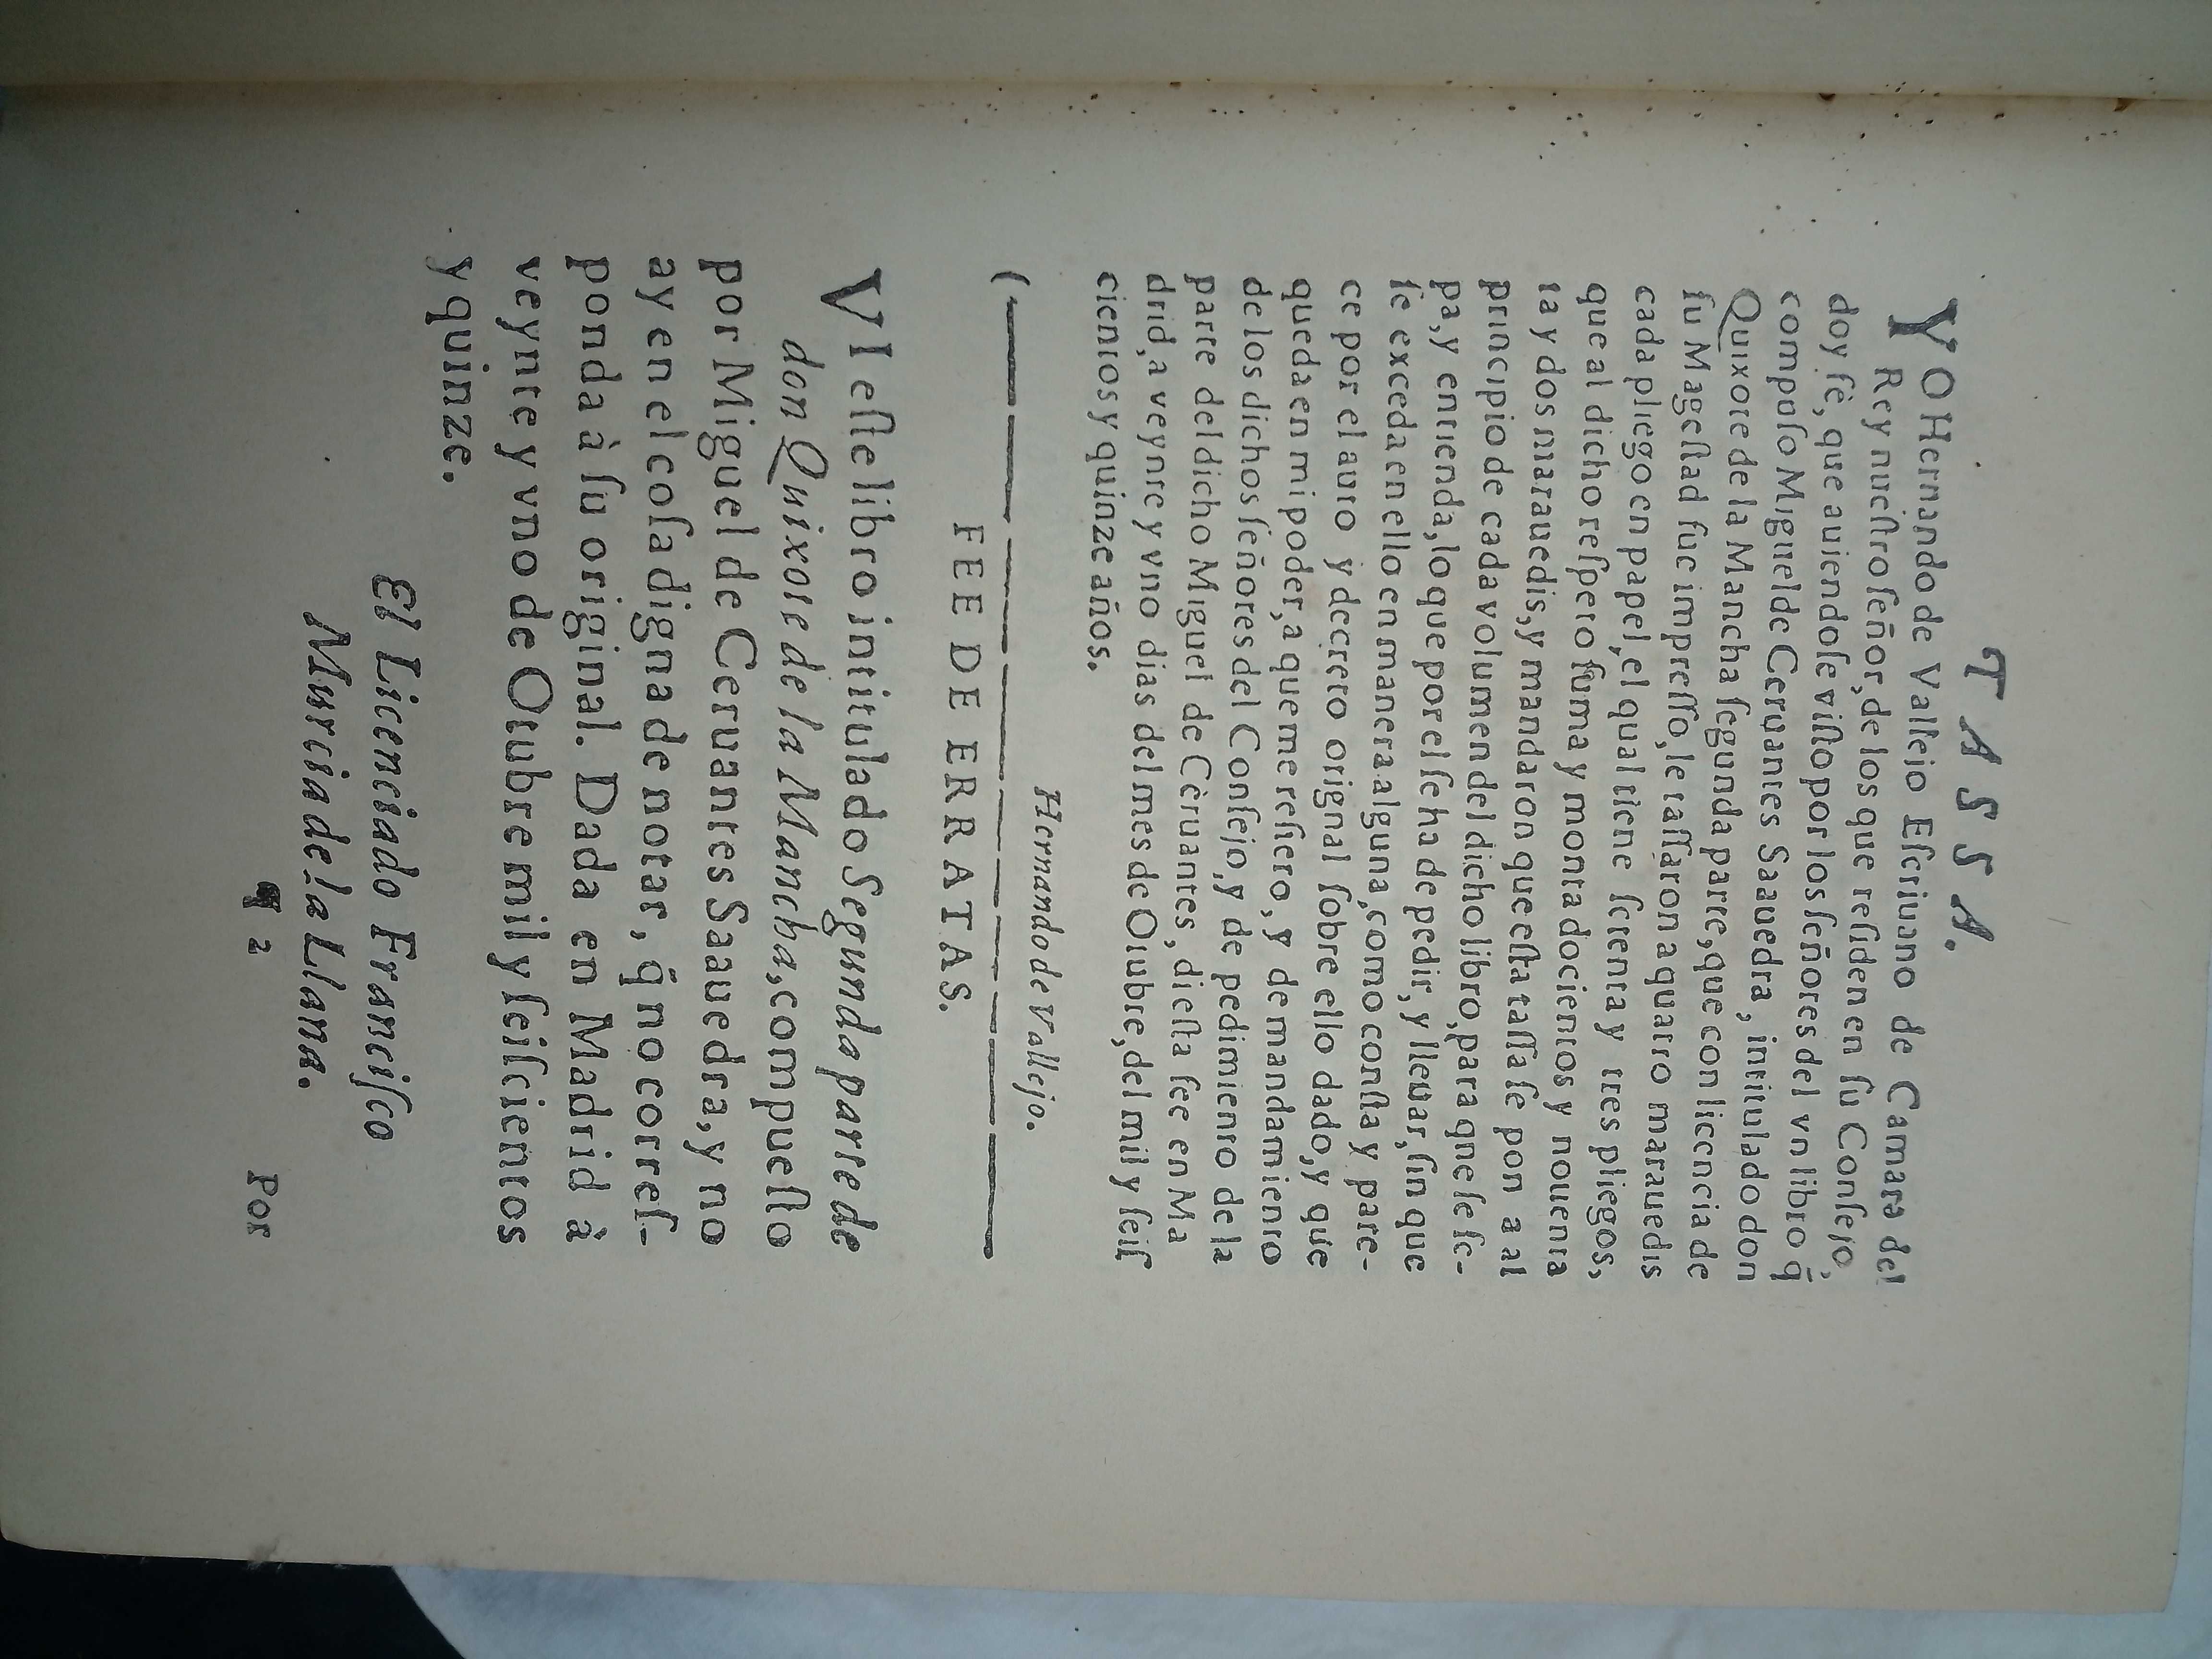 TASSA.
YO Hernando de Vallejo Eſcriuano de Camara del
Rey nueſtro ſeñor, de los que reſiden en ſu Conſejo,
doy fè, que auiendoſe viſto por los ſeñores del vn libro q̃
compuſo Miguel de Ceruantes Saauedra, intitulado don
Quixote de la Mancha ſegunda parte, que con licencia de
ſu Mageſtad fue impreſſo, le taſſaron a quatro marauedis
cada pliego en papel, el qual tiene ſetenta y tres pliegos,
que al dicho reſpeto ſuma y monta docientos y nouenta
ta y dos marauedis, y mandaron que eſta taſſa ſe pon a al
principio de cada volumen del dicho libro, para que ſe ſe-
pa, y entienda, lo que por el ſe ha de pedir, y lleuar, ſin que
ſe exceda en ello en manera alguna, como conſta y pare-
ce por el auto y decreto orignal ſobre ello dado, y que
queda en mi poder, a que me refiero, y de mandamiento
de los dichos ſeñores del Conſejo, y de pedimiento de la
parte del dicho Miguel de Ceruantes, di eſta fee en Ma
drid, a veynte y vno dias del mes de Otubre, del mil y ſeiſ
cientos y quinze años.
Hernando de Vallejo.
FEE DE ERRATAS.
VI eſte libro intitulado Segunda parte de
don Quixote de la Mancha, compueſto
por Miguel de Ceruantes Saauedra, y no
ay en el coſa digna de notar, q̃ no correſ-
ponda à ſu original. Dada en Madrid à
veynte y vno de Otubre mil y ſeiſcientos
y quinze.
El Licenciado Franciſco
Murcia de la Llana.
¶ 2
Por